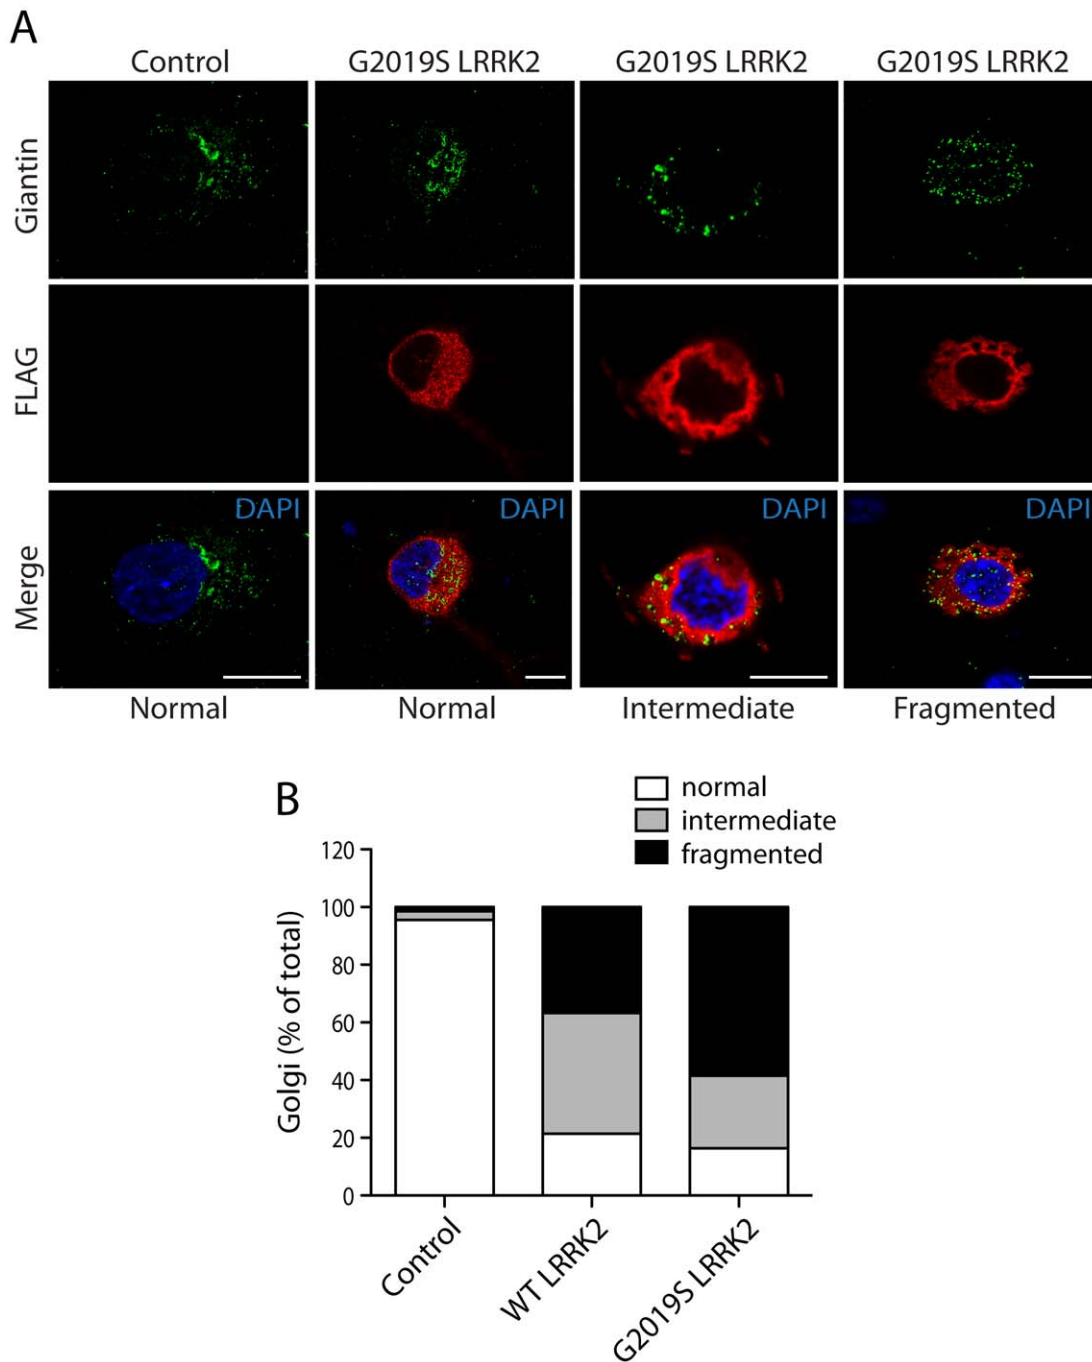 A
Control G2019S LRRK2 G2019S LRRK2 G2019S LRRK2
Giantin
FLAG
Merge
DAPI DAPI DAPI DAPI
Normal Normal Intermediate Fragmented
B
normal
intermediate
fragmented
Golgi (% of total)
120
100
80
60
40
20
0
Control
WT LRRK2
G2019S LRRK2